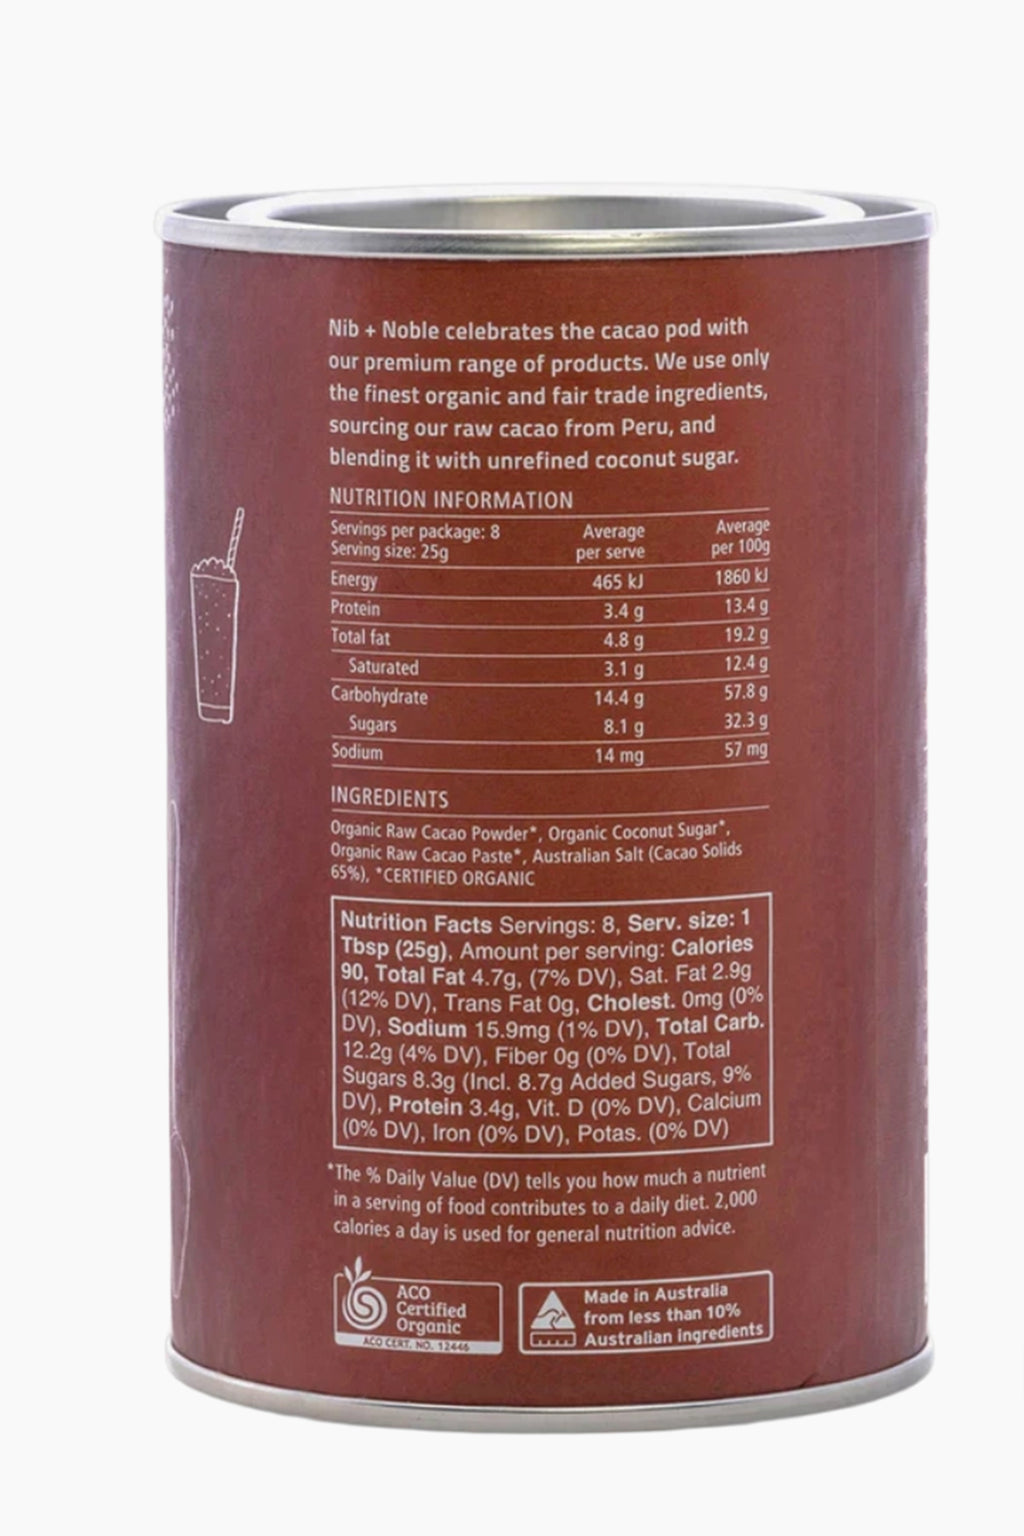 Nib + Noble celebrates the cacao pod with
our premium range of products. We use only
the finest organic and fair trade ingredients,
sourcing our raw cacao from Peru, and
blending it with unrefined coconut sugar.
NUTRITION INFORMATION
Servings per package: 8 Average Average
Serving size: 25g per serve per 100g
Energy 465 kJ 1860 kJ
Protein 3.4 g 13.4 g
Total fat 4.8 g 19.2 g
Saturated 3.1 g 12.4 g
Carbohydrate 14.4 g 57.8 g
Sugars 8.1 g 32.3 g
Sodium 14 mg 57 mg
INGREDIENTS
Organic Raw Cacao Powder*, Organic Coconut Sugar*,
Organic Raw Cacao Paste*, Australian Salt (Cacao Solids
65%), *CERTIFIED ORGANIC
Nutrition Facts Servings: 8, Serv. size: 1
Tbsp (25g), Amount per serving: Calories
90, Total Fat 4.7g, (7% DV), Sat. Fat 2.9g
(12% DV), Trans Fat 0g, Cholest. 0mg (0%
DV), Sodium 15.9mg (1% DV), Total Carb.
12.2g (4% DV), Fiber 0g (0% DV), Total
Sugars 8.3g (Incl. 8.7g Added Sugars, 9%
DV), Protein 3.4g, Vit. D (0% DV), Calcium
(0% DV), Iron (0% DV), Potas. (0% DV)
*The % Daily Value (DV) tells you how much a nutrient
in a serving of food contributes to a daily diet. 2,000
calories a day is used for general nutrition advice.
ACO
Certified
Organic
ACO CERT. NO. 12446
Made in Australia
from less than 10%
Australian ingredients